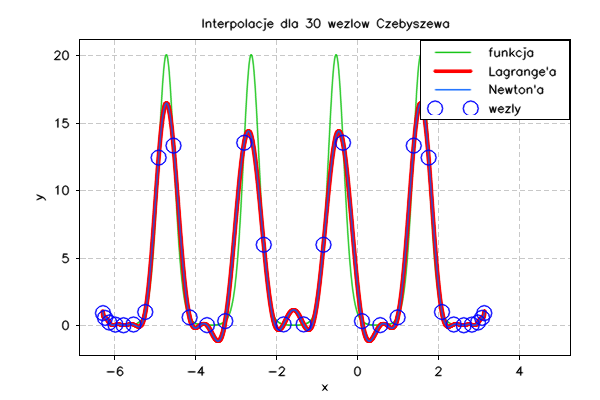 Interpolacje dla 30 wezlow Czebyszewa
funkcja
Lagrange'a
Newton'a
wezly
20
15
10
5
0
y
−6 −4 −2 0 2 4
x